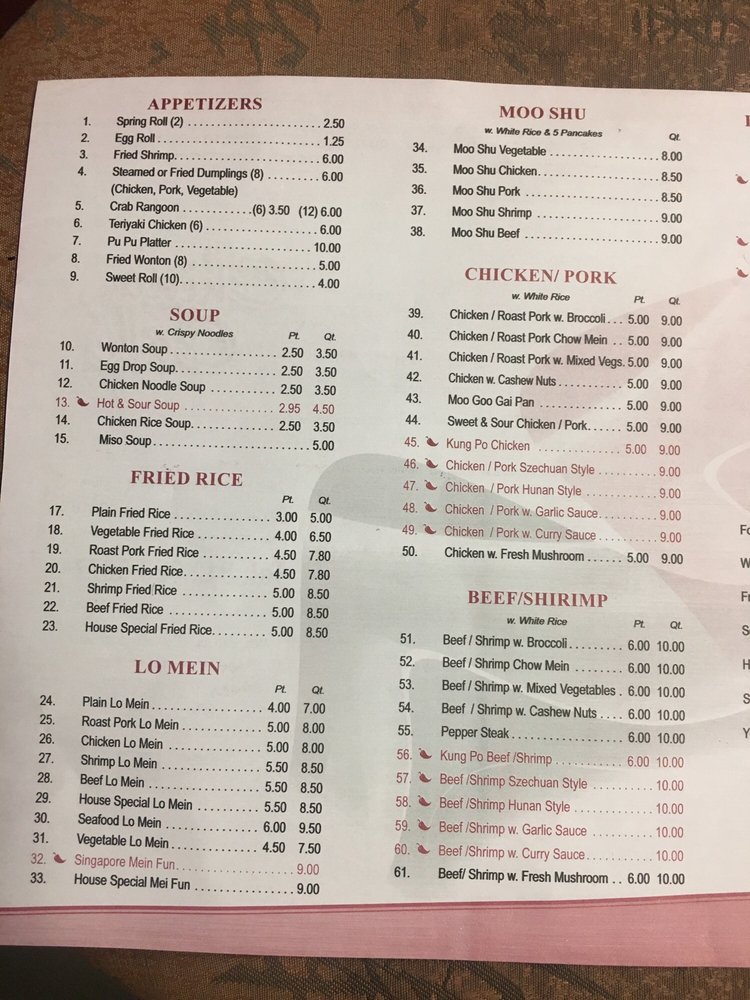 APPETIZERS
1. Spring Roll (2) 2.50
2. Egg Roll 1.25
3. Fried Shrimp 6.00
4. Steamed or Fried Dumplings (8) 6.00
(Chicken, Pork, Vegetable)
5. Crab Rangoon (6) 3.50 (12) 6.00
6. Teriyaki Chicken (6) 6.00
7. Pu Pu Platter 10.00
8. Fried Wonton (8) 5.00
9. Sweet Roll (10) 4.00
SOUP
w. Crispy Noodles Pt. Qt.
10. Wonton Soup 2.50 3.50
11. Egg Drop Soup 2.50 3.50
12. Chicken Noodle Soup 2.50 3.50
13. Hot & Sour Soup 2.95 4.50
14. Chicken Rice Soup 2.50 3.50
15. Miso Soup 5.00
FRIED RICE
Pt. Qt.
17. Plain Fried Rice 3.00 5.00
18. Vegetable Fried Rice 4.00 6.50
19. Roast Pork Fried Rice 4.50 7.80
20. Chicken Fried Rice 4.50 7.80
21. Shrimp Fried Rice 5.00 8.50
22. Beef Fried Rice 5.00 8.50
23. House Special Fried Rice 5.00 8.50
LO MEIN
Pt. Qt.
24. Plain Lo Mein 4.00 7.00
25. Roast Pork Lo Mein 5.00 8.00
26. Chicken Lo Mein 5.00 8.00
27. Shrimp Lo Mein 5.50 8.50
28. Beef Lo Mein 5.50 8.50
29. House Special Lo Mein 5.50 8.50
30. Seafood Lo Mein 6.00 9.50
31. Vegetable Lo Mein 4.50 7.50
32. Singapore Mein Fun 9.00
33. House Special Mei Fun 9.00
MOO SHU
w. White Rice & 5 Pancakes Qt.
34. Moo Shu Vegetable 8.00
35. Moo Shu Chicken 8.50
36. Moo Shu Pork 8.50
37. Moo Shu Shrimp 9.00
38. Moo Shu Beef 9.00
CHICKEN/ PORK
w. White Rice Pt. Qt.
39. Chicken / Roast Pork w. Broccoli 5.00 9.00
40. Chicken / Roast Pork Chow Mein 5.00 9.00
41. Chicken / Roast Pork w. Mixed Vegs. 5.00 9.00
42. Chicken w. Cashew Nuts 5.00 9.00
43. Moo Goo Gai Pan 5.00 9.00
44. Sweet & Sour Chicken / Pork 5.00 9.00
45. Kung Po Chicken 5.00 9.00
46. Chicken / Pork Szechuan Style 9.00
47. Chicken / Pork Hunan Style 9.00
48. Chicken / Pork w. Garlic Sauce 9.00
49. Chicken / Pork w. Curry Sauce 9.00
50. Chicken w. Fresh Mushroom 5.00 9.00
BEEF/SHIRIMP
w. White Rice Pt. Qt.
51. Beef / Shrimp w. Broccoli 6.00 10.00
52. Beef / Shrimp Chow Mein 6.00 10.00
53. Beef / Shrimp w. Mixed Vegetables 6.00 10.00
54. Beef / Shrimp w. Cashew Nuts 6.00 10.00
55. Pepper Steak 6.00 10.00
56. Kung Po Beef /Shrimp 6.00 10.00
57. Beef /Shrimp Szechuan Style 10.00
58. Beef /Shrimp Hunan Style 10.00
59. Beef /Shrimp w. Garlic Sauce 10.00
60. Beef /Shrimp w. Curry Sauce 10.00
61. Beef/ Shrimp w. Fresh Mushroom 6.00 10.00